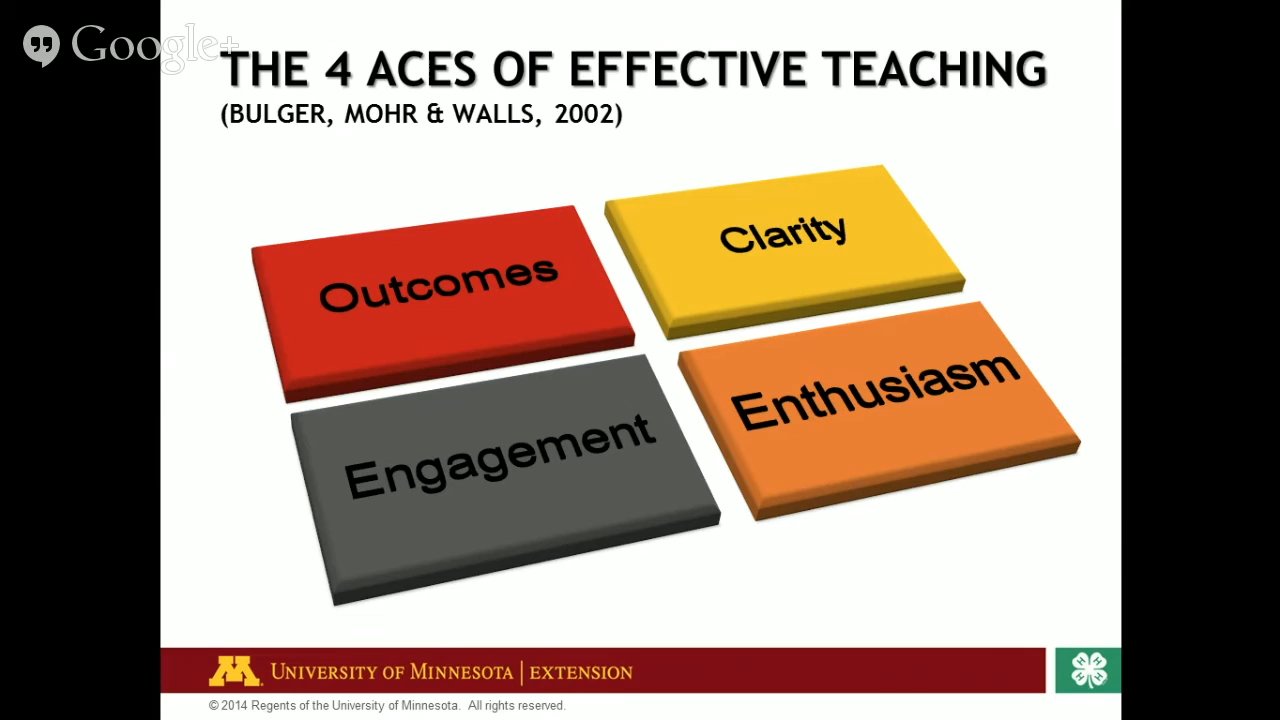 Google+
THE 4 ACES OF EFFECTIVE TEACHING
(BULGER, MOHR & WALLS, 2002)
Outcomes
Clarity
Engagement
Enthusiasm
M UNIVERSITY OF MINNESOTA | EXTENSION
H H H H
© 2014 Regents of the University of Minnesota. All rights reserved.